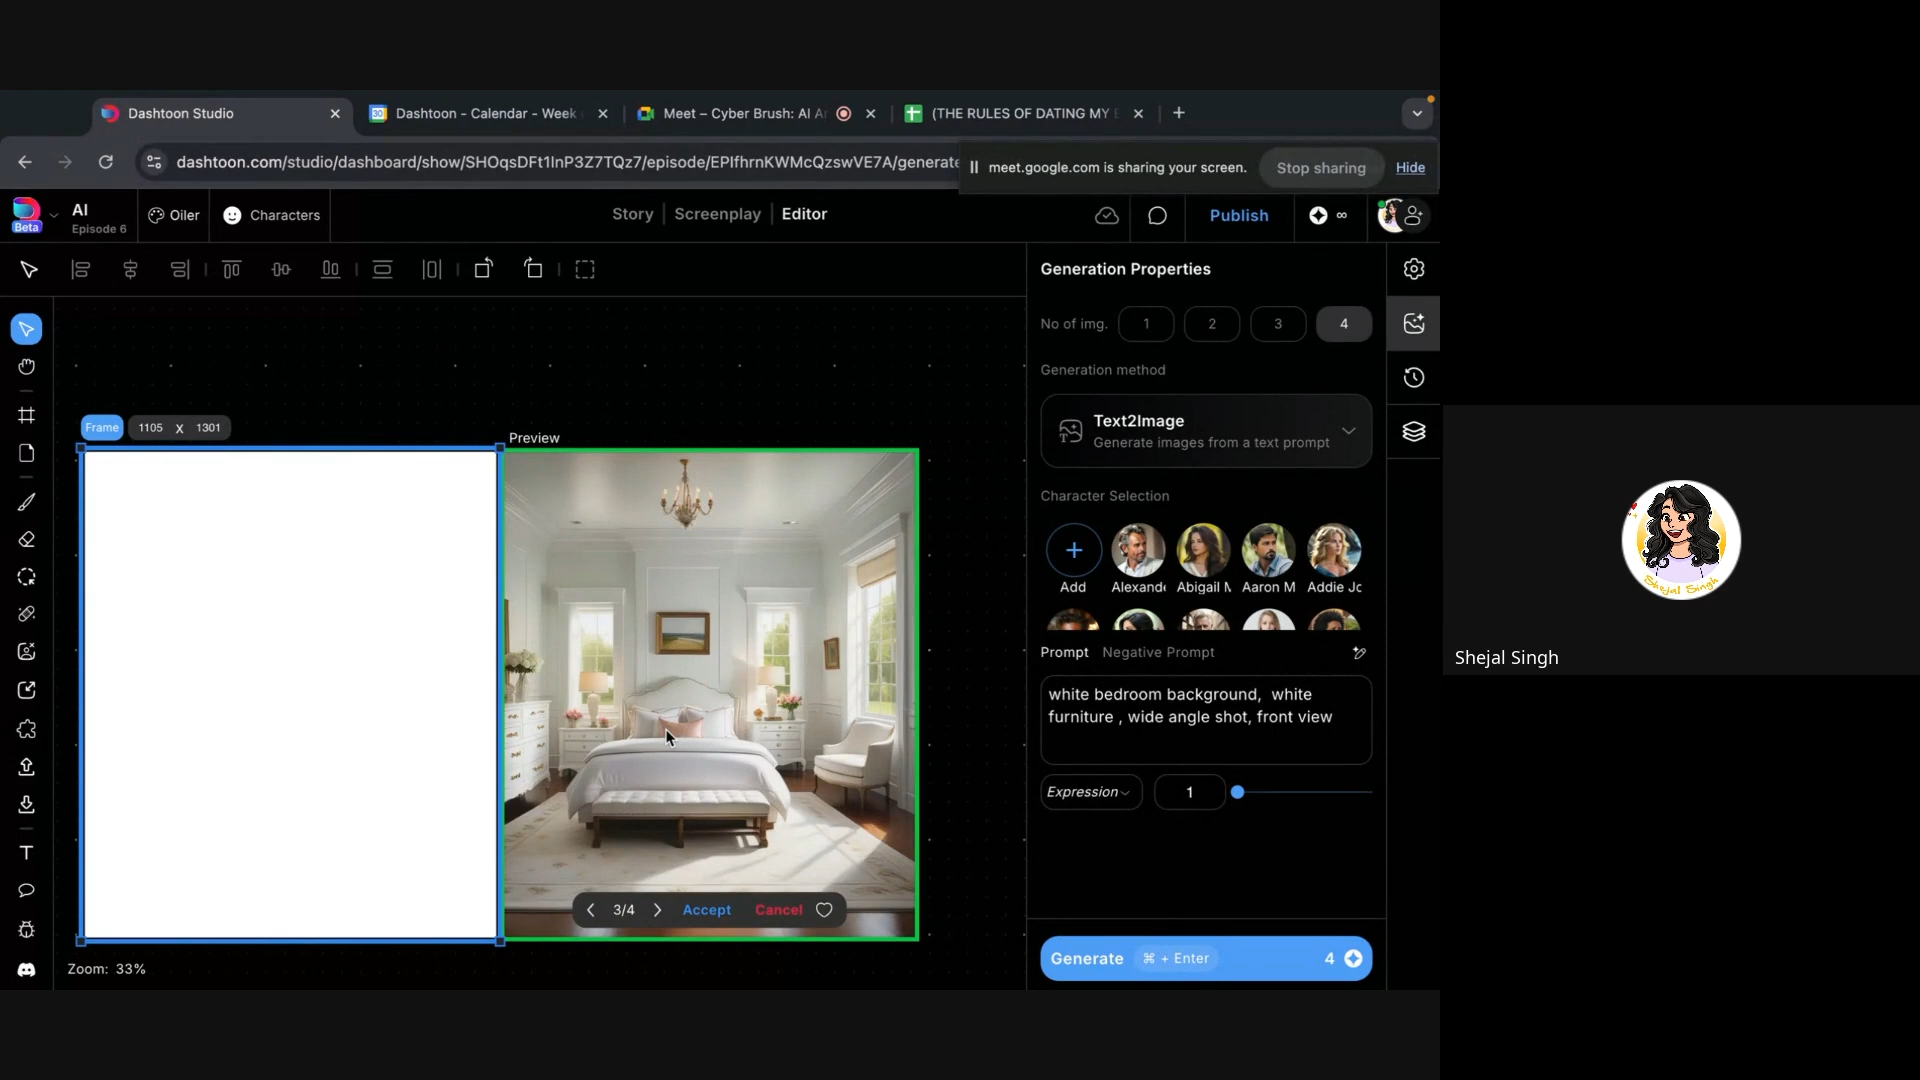 Dashtoon Studio
Dashtoon - Calendar - Week
Meet – Cyber Brush: AI A
(THE RULES OF DATING MY
dashtoon.com/studio/dashboard/show/SHOqsDFt1lnP3Z7TQz7/episode/EPIfhrnKWMcQzswVE7A/generate
meet.google.com is sharing your screen.
Stop sharing
Hide
Beta
AI
Episode 6
Oiler
Characters
Story
Screenplay
Editor
Publish
∞
Generation Properties
No of img.
1
2
3
4
Generation method
Text2Image
Generate images from a text prompt
Character Selection
Add
Alexande
Abigail M
Aaron M
Addie Jc
Prompt
Negative Prompt
white bedroom background,  white
furniture , wide angle shot, front view
Expression
1
Generate
⌘ + Enter
4
Frame
1105 x 1301
Preview
3/4
Accept
Cancel
Zoom: 33%
Shejal Singh
Shejal Singh